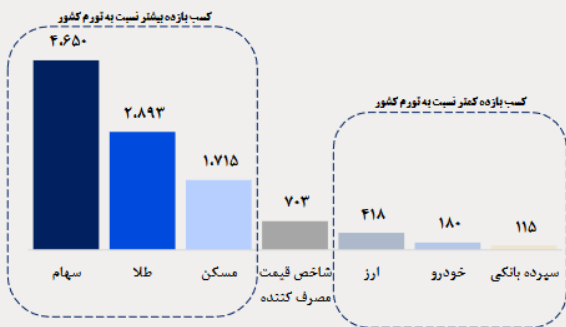 کسب بازده بیشتر نسبت به تورم کشور
۴،۶۵۰
۲،۸۹۳
۱،۷۱۵
۷۰۳
کسب بازده کمتر نسبت به تورم کشور
۴۱۸
۱۸۰
۱۱۵
سهام
طلا
مسکن
شاخص قیمت
مصرف کننده
ارز
خودرو
سپرده بانکی